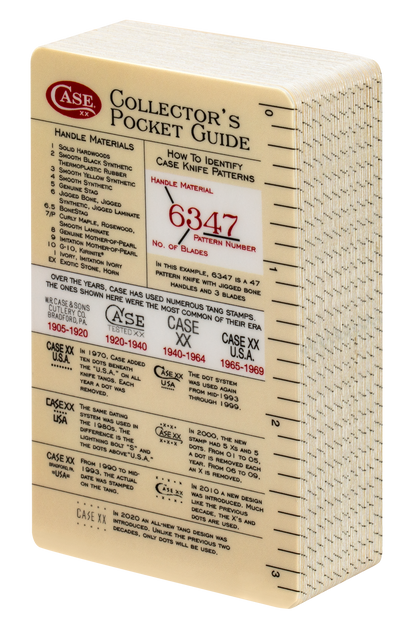 CASE
XX
COLLECTOR'S
POCKET GUIDE
HANDLE MATERIALS
1 SOLID HARDWOODS
2 SMOOTH BLACK SYNTHETIC
THERMOPLASTIC RUBBER
3 SMOOTH YELLOW SYNTHETIC
4 SMOOTH SYNTHETIC
5 GENUINE STAG
6 JIGGED BONE, JIGGED
SYNTHETIC, JIGGED LAMINATE
6.5 BONESTAG
7/P CURLY MAPLE, ROSEWOOD,
SMOOTH LAMINATE
8 GENUINE MOTHER-OF-PEARL
9 IMITATION MOTHER-OF-PEARL
10 G-10, KIRINITE®
I IVORY, IMITATION IVORY
EX EXOTIC STONE, HORN
HOW TO IDENTIFY
CASE KNIFE PATTERNS
HANDLE MATERIAL
6347
PATTERN NUMBER
NO. OF BLADES
IN THIS EXAMPLE, 6347 IS A 47
PATTERN KNIFE WITH JIGGED BONE
HANDLES AND 3 BLADES
OVER THE YEARS, CASE HAS USED NUMEROUS TANG STAMPS.
THE ONES SHOWN HERE WERE THE MOST COMMON OF THEIR ERA
W.R. CASE & SONS
CUTLERY CO.
BRADFORD, PA.
1905-1920
CASE
TESTED XX
1920-1940
CASE
XX
1940-1964
CASE XX
U.S.A.
1965-1969
CASE XX
U.S.A.
IN 1970, CASE ADDED
TEN DOTS BENEATH
THE "U.S.A." ON ALL
KNIFE TANGS. EACH
YEAR A DOT WAS
REMOVED.
CASE XX
USA
THE DOT SYSTEM
WAS USED AGAIN
FROM MID-1993
THROUGH 1999.
CASE XX
USA
THE SAME DATING
SYSTEM WAS USED IN
THE 1980S. THE
DIFFERENCE IS THE
LIGHTNING BOLT "S" AND
THE DOTS ABOVE "U.S.A."
CASE XX
IN 2000, THE NEW
STAMP HAD 5 XS AND 5
DOTS. FROM 01 TO 05,
A DOT IS REMOVED EACH
YEAR. FROM 06 TO 09,
AN X IS REMOVED.
CASE XX
BRADFORD, PA
USA
FROM 1990 TO MID-
1993, THE ACTUAL
DATE WAS STAMPED
ON THE TANG.
CASE XX
IN 2010 A NEW DESIGN
WAS INTRODUCED. MUCH
LIKE THE PREVIOUS
DECADE, THE X'S AND
DOTS ARE USED.
CASE XX
IN 2020 AN ALL-NEW TANG DESIGN WAS
INTRODUCED. UNLIKE THE PREVIOUS TWO
DECADES, ONLY DOTS WILL BE USED.
0
1
2
3